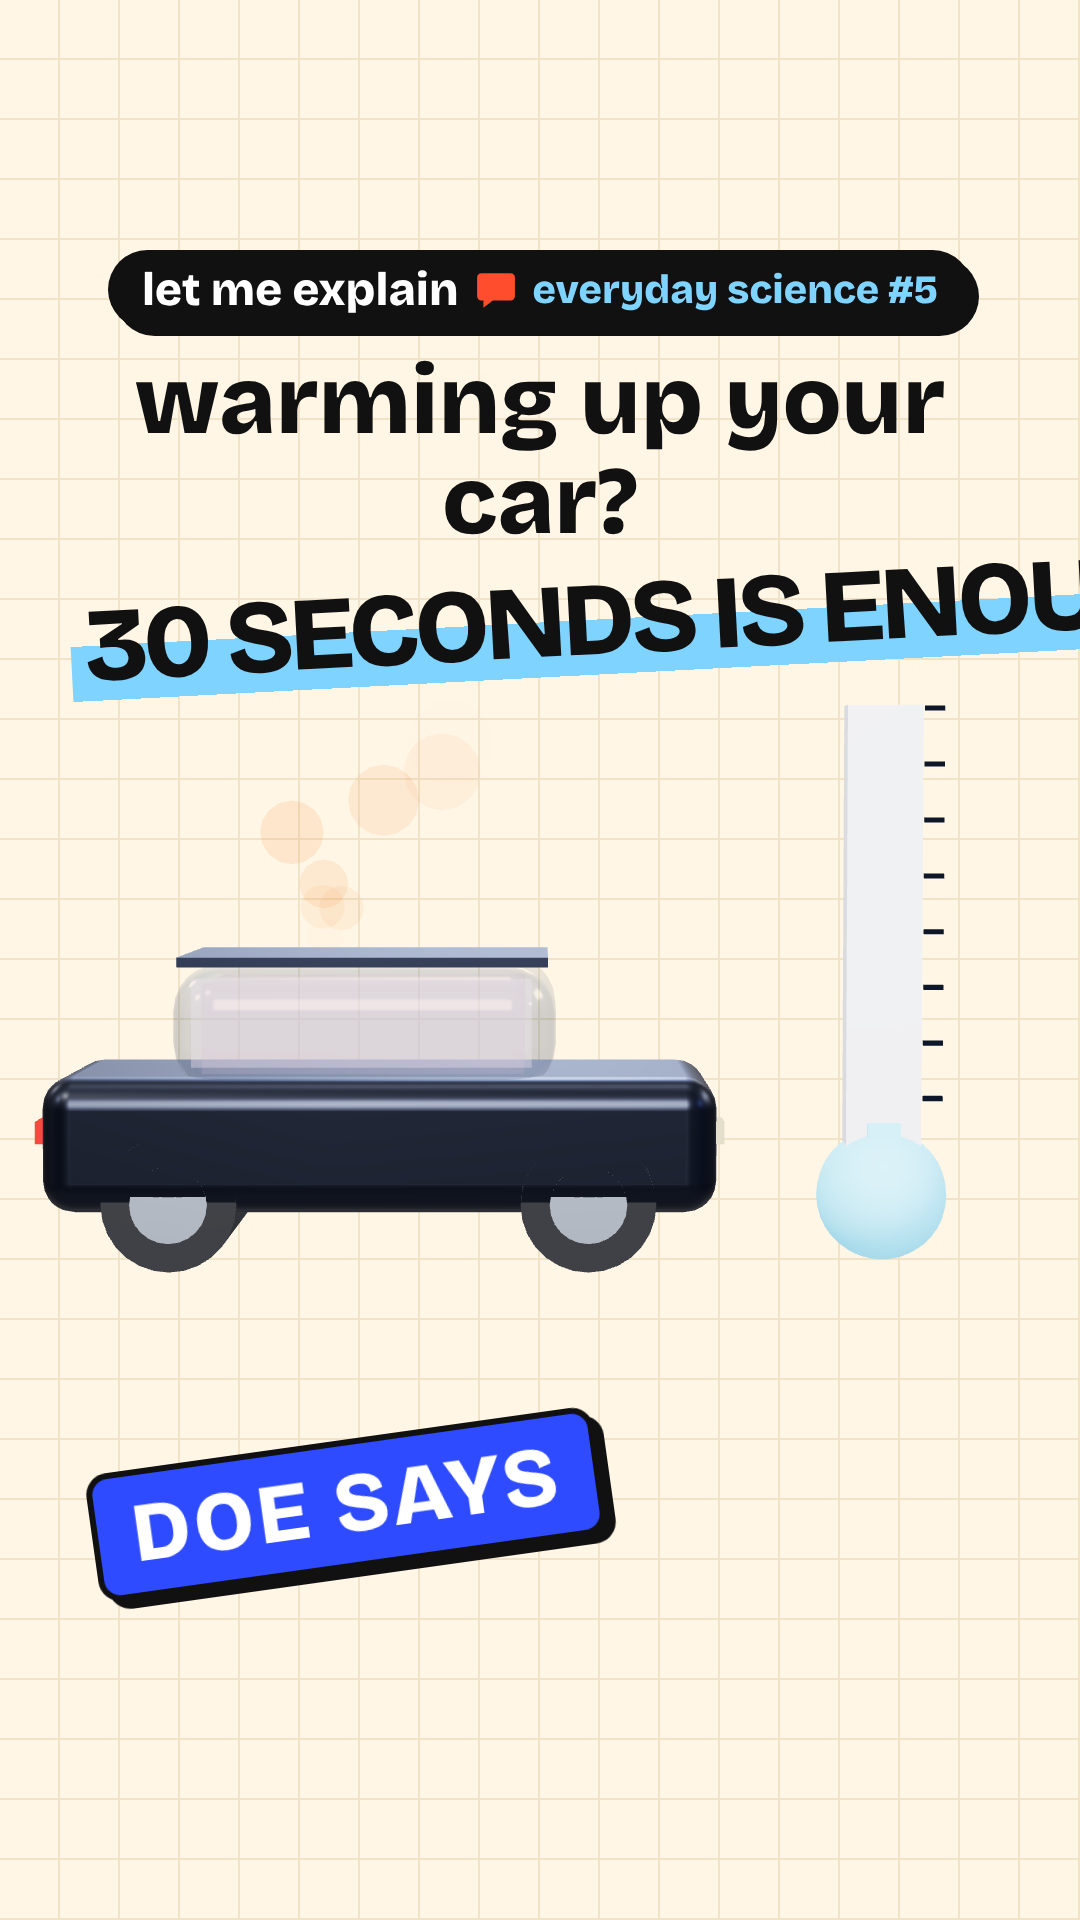 let me explain everyday science #5
warming up your
car?
30 SECONDS IS ENOU
DOE SAYS